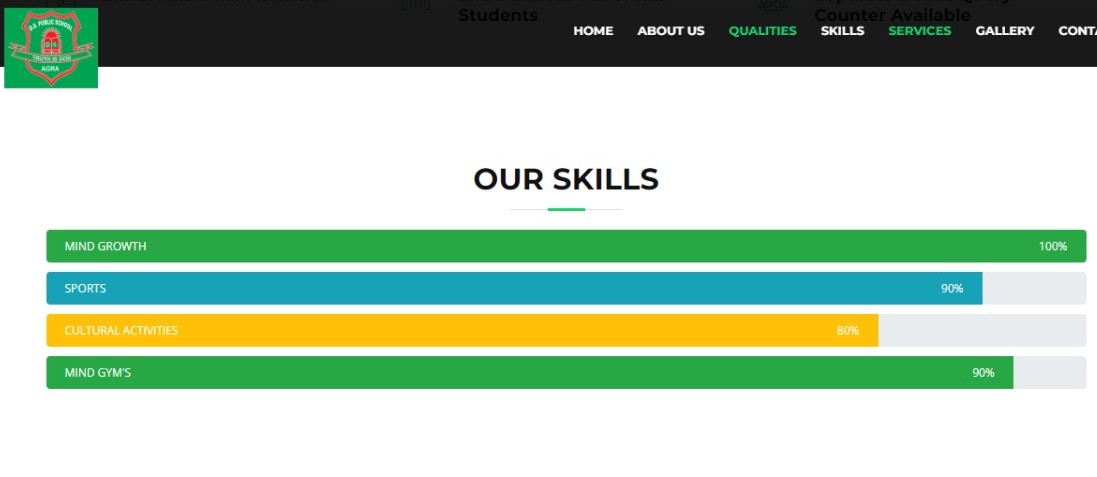 Students
Counter Available
HOME ABOUT US QUALITIES SKILLS SERVICES GALLERY CONTA
PUBLIC SCHOOL
TRUTH IS GOD
AGRA
OUR SKILLS
MIND GROWTH 100%
SPORTS 90%
CULTURAL ACTIVITIES 80%
MIND GYM'S 90%